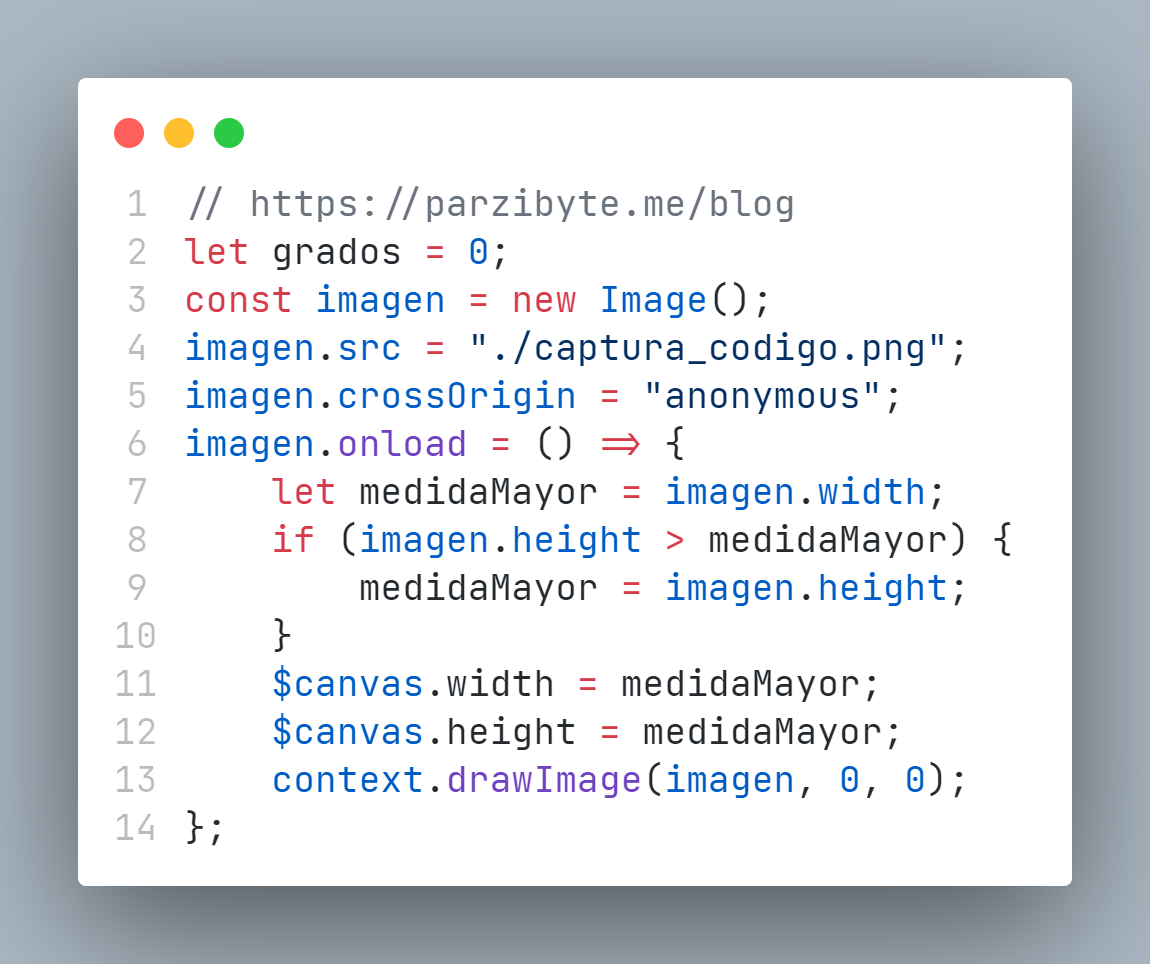 1 // https://parzibyte.me/blog
2 let grados = 0;
3 const imagen = new Image();
4 imagen.src = "./captura_codigo.png";
5 imagen.crossOrigin = "anonymous";
6 imagen.onload = () => {
7     let medidaMayor = imagen.width;
8     if (imagen.height > medidaMayor) {
9         medidaMayor = imagen.height;
10     }
11     $canvas.width = medidaMayor;
12     $canvas.height = medidaMayor;
13     context.drawImage(imagen, 0, 0);
14 };